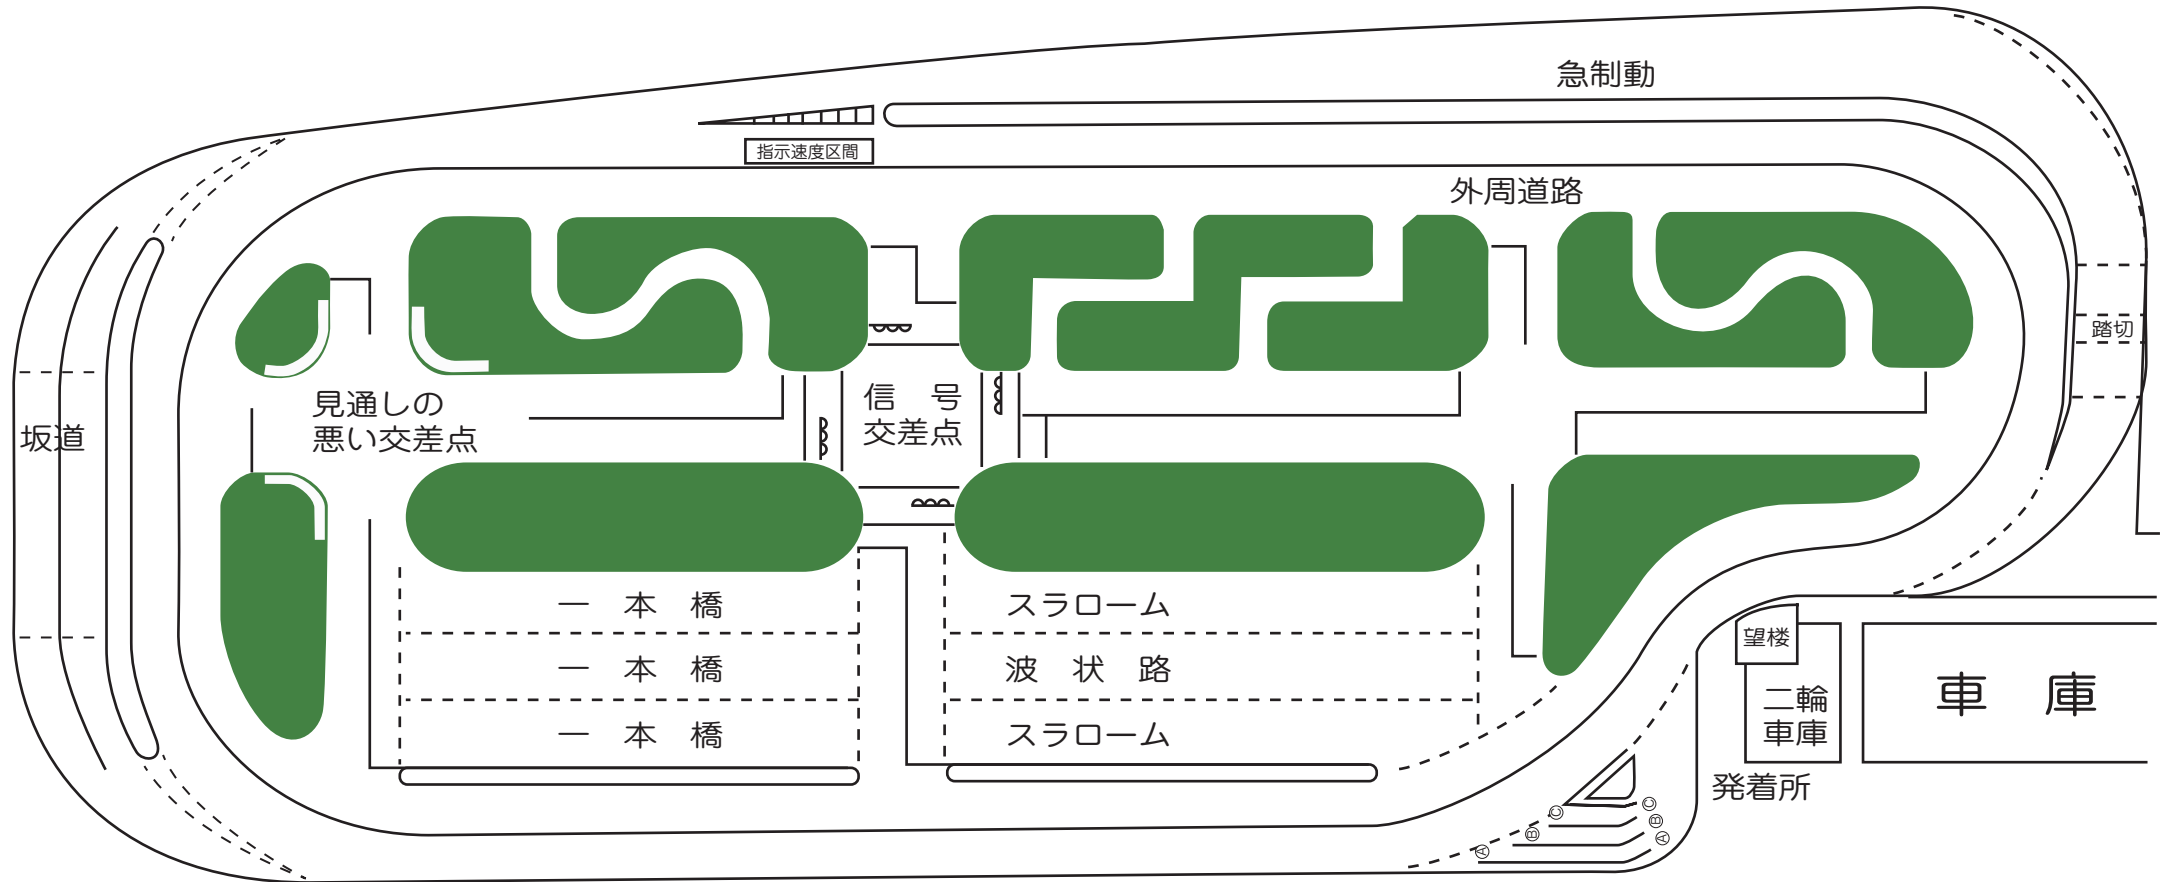 急制動
指示速度区間
外周道路
踏切
見通しの
悪い交差点
信 号
交差点
坂道
一 本 橋
スラローム
一 本 橋
波 状 路
一 本 橋
スラローム
望楼
二輪
車庫
車 庫
発着所
Ⓒ
Ⓑ
Ⓐ
Ⓒ
Ⓑ
Ⓐ